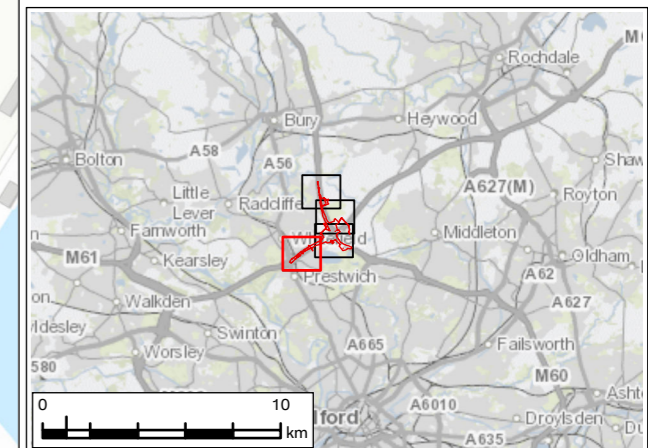 Rochdale
M6
Bury
Heywood
A58
Bolton
A56
Shaw
A627(M)
Little
Lever
Radcliffe
Royton
Farnworth
Middleton
M61
Kearsley
Oldham
A62
Prestwich
Walkden
A627
Swinton
A665
Failsworth
580
Worsley
M60
0
10
A6010
Droylsden
km
A635